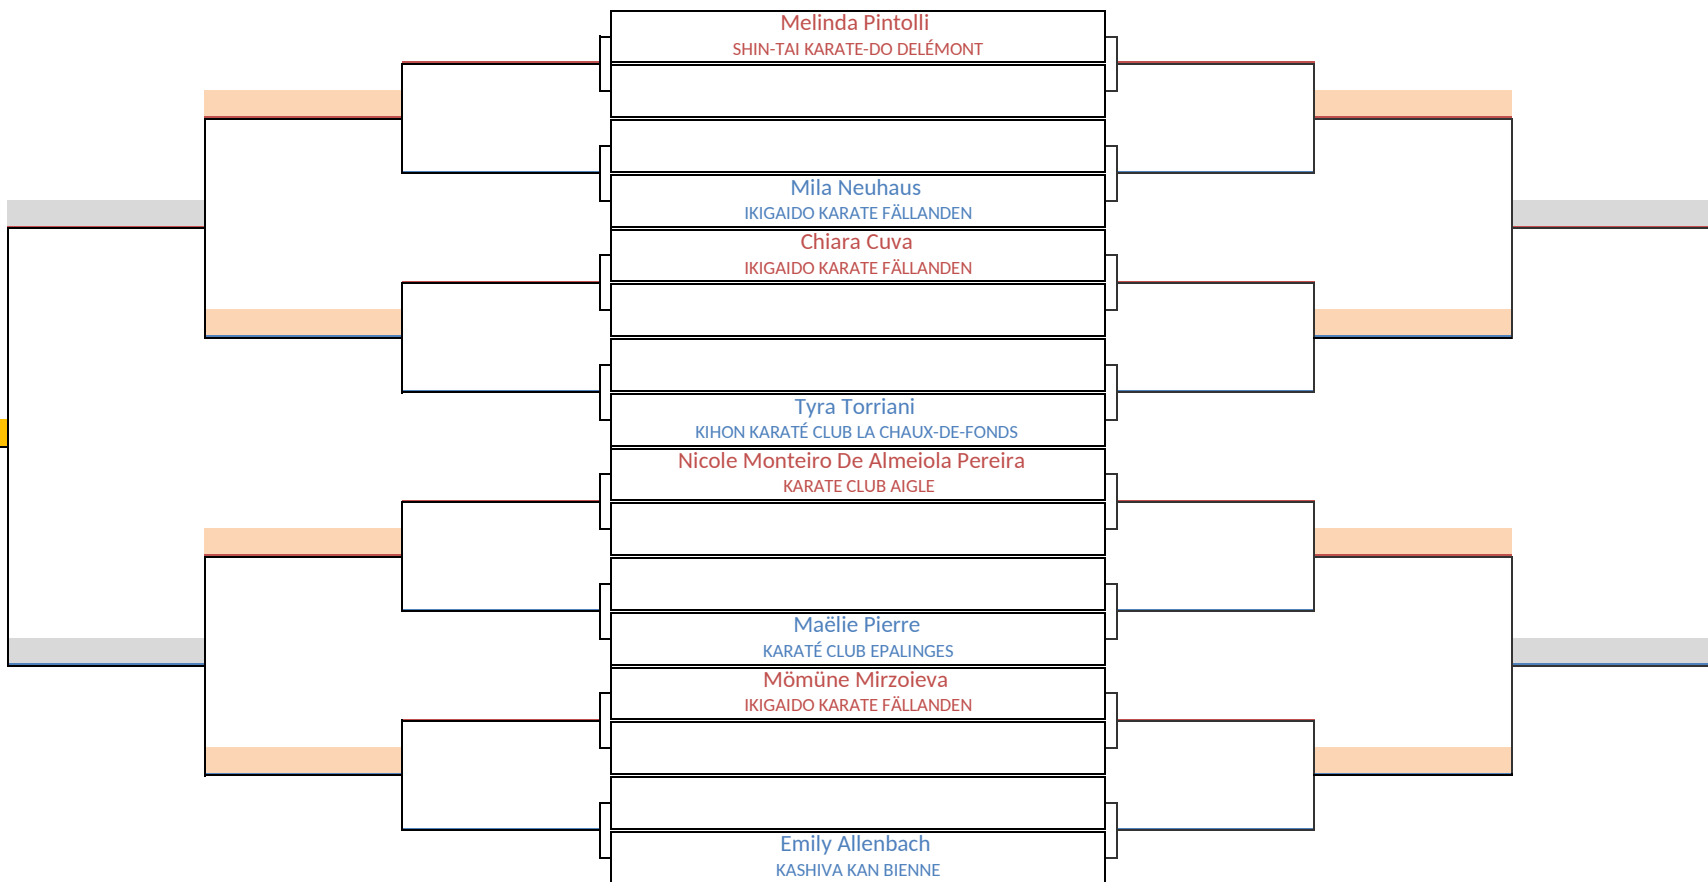 Melinda Pintolli
SHIN-TAI KARATE-DO DELÉMONT
Mila Neuhaus
IKIGAIDO KARATE FÄLLANDEN
Chiara Cuva
IKIGAIDO KARATE FÄLLANDEN
Tyra Torriani
KIHON KARATÉ CLUB LA CHAUX-DE-FONDS
Nicole Monteiro De Almeiola Pereira
KARATE CLUB AIGLE
Maëlie Pierre
KARATÉ CLUB EPALINGES
Mömüne Mirzoieva
IKIGAIDO KARATE FÄLLANDEN
Emily Allenbach
KASHIVA KAN BIENNE